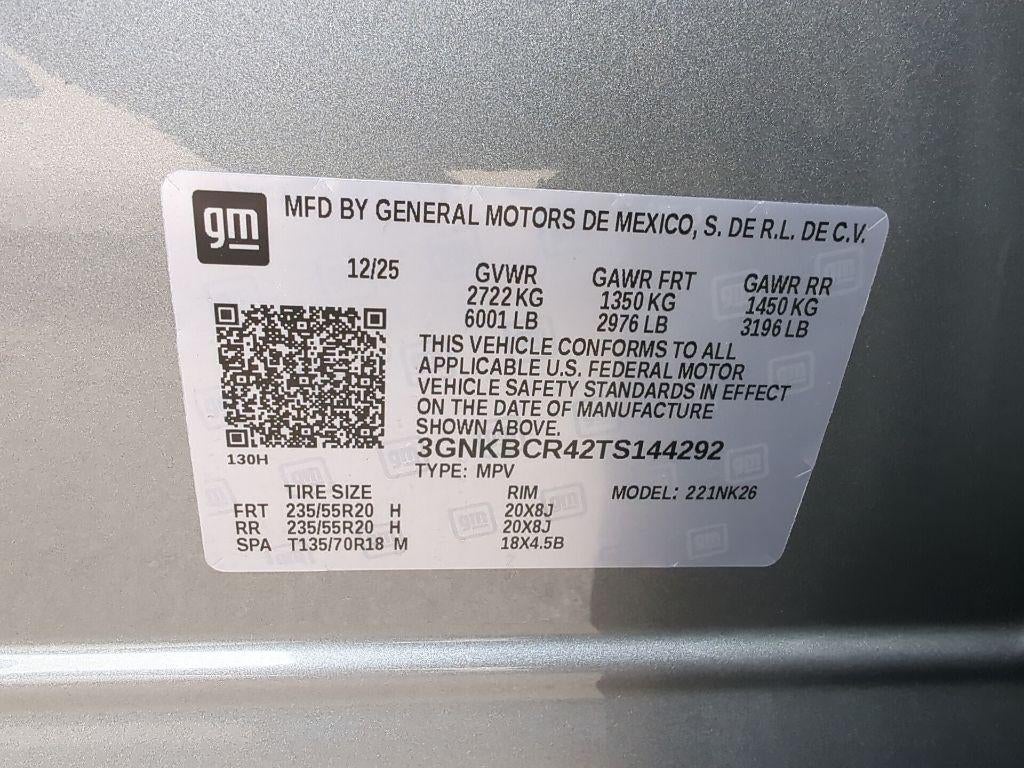 gm MFD BY GENERAL MOTORS DE MEXICO, S. DE R.L. DE C.V.
12/25 GVWR GAWR FRT GAWR RR
2722 KG 1350 KG 1450 KG
6001 LB 2976 LB 3196 LB
THIS VEHICLE CONFORMS TO ALL
APPLICABLE U.S. FEDERAL MOTOR
VEHICLE SAFETY STANDARDS IN EFFECT
ON THE DATE OF MANUFACTURE
SHOWN ABOVE.
3GNKBCR42TS144292
130H
TYPE: MPV
TIRE SIZE RIM MODEL: 221NK26
FRT 235/55R20 H 20X8J
RR 235/55R20 H 20X8J
SPA T135/70R18 M 18X4.5B